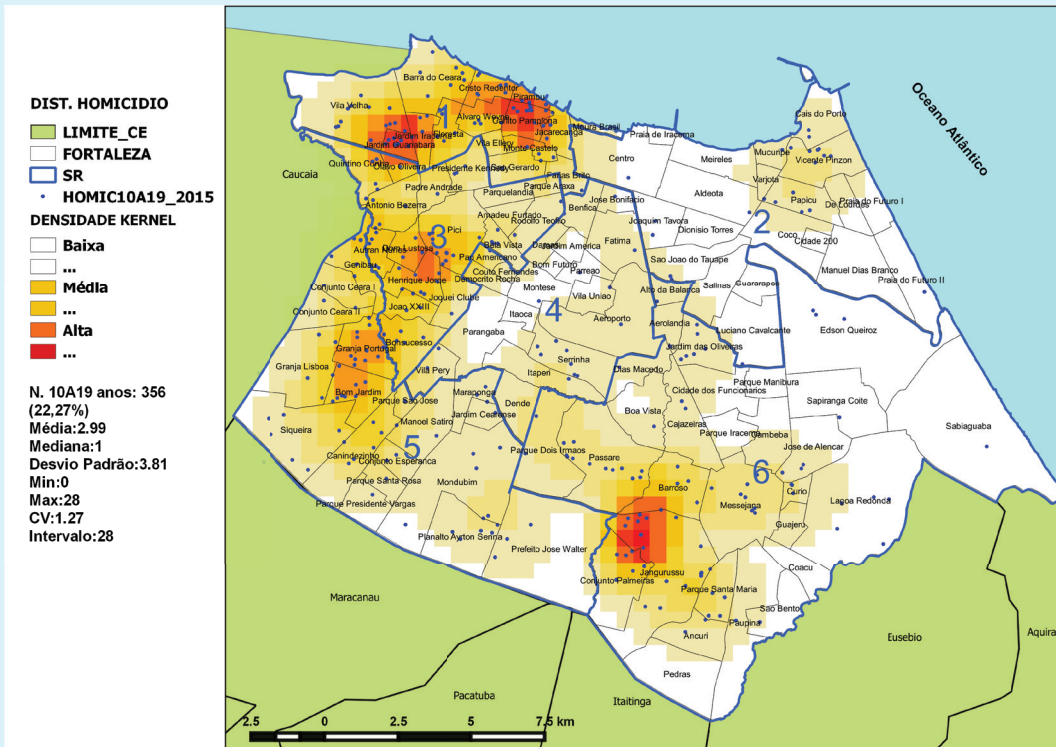 DIST. HOMICIDIO
LIMITE_CE
FORTALEZA
SR
HOMIC10A19_2015
DENSIDADE KERNEL
Baixa
...
Média
...
Alta
...
N. 10A19 anos: 356
(22,27%)
Média:2.99
Mediana:1
Desvio Padrão:3.81
Min:0
Max:28
CV:1.27
Intervalo:28
Oceano Atlântico
Caucaia
Maracanau
Pacatuba
Itaitinga
Eusebio
Aquira
1
2
3
4
5
6
Barra do Ceara
Cristo Redentor
Pirambu
Vila Velha
Alvaro Weyne
Carlito Pamplona
Jacarecanga
Moura Brasil
Praia de Iracema
Jardim Iracema
Floresta
Jardim Guanabara
Vila Ellery
Monte Castelo
Quintino Cunha
Olavo Oliveira
Presidente Kennedy
Sao Gerardo
Farias Brito
Centro
Meireles
Cais do Porto
Mucuripe
Vicente Pinzon
Varjota
Papicu
De Lourdes
Praia do Futuro I
Aldeota
Padre Andrade
Parquelandia
Parque Araxa
Jose Bonifacio
Benfica
Antonio Bezerra
Amadeu Furtado
Rodolfo Teofilo
Joaquim Tavora
Dionisio Torres
Coco
Cidade 2000
Pici
Bela Vista
Damas
Jardim America
Fatima
Autran Nunes
Dom Lustosa
Pan Americano
Bom Futuro
Sao Joao do Tauape
Manuel Dias Branco
Praia do Futuro II
Genibau
Henrique Jorge
Couto Fernandes
Democrito Rocha
Parreao
Conjunto Ceara I
Montese
Vila Uniao
Alto da Balanca
Salinas
Guararapes
Joquei Clube
Joao XXIII
Conjunto Ceara II
Itaoca
Aeroporto
Aerolandia
Luciano Cavalcante
Edson Queiroz
Parangaba
Bonsucesso
Granja Portugal
Jardim das Oliveiras
Granja Lisboa
Vila Pery
Serrinha
Itaperi
Dias Macedo
Parque Manibura
Bom Jardim
Maraponga
Cidade dos Funcionarios
Sapiranga Coite
Parque Sao Jose
Dende
Boa Vista
Jardim Cearense
Siqueira
Manoel Satiro
Cajazeiras
Parque Iracema
Cambeba
Sabiaguaba
Jose de Alencar
Canindezinho
Conjunto Esperanca
Parque Dois Irmaos
Passare
Parque Santa Rosa
Mondubim
Barroso
Curio
Parque Presidente Vargas
Messejana
Lagoa Redonda
Guajeru
Planalto Ayrton Senna
Prefeito Jose Walter
Coacu
Jangurussu
Conjunto Palmeiras
Parque Santa Maria
Sao Bento
Paupina
Ancuri
Pedras
2.5 0 2.5 5 7.5 km